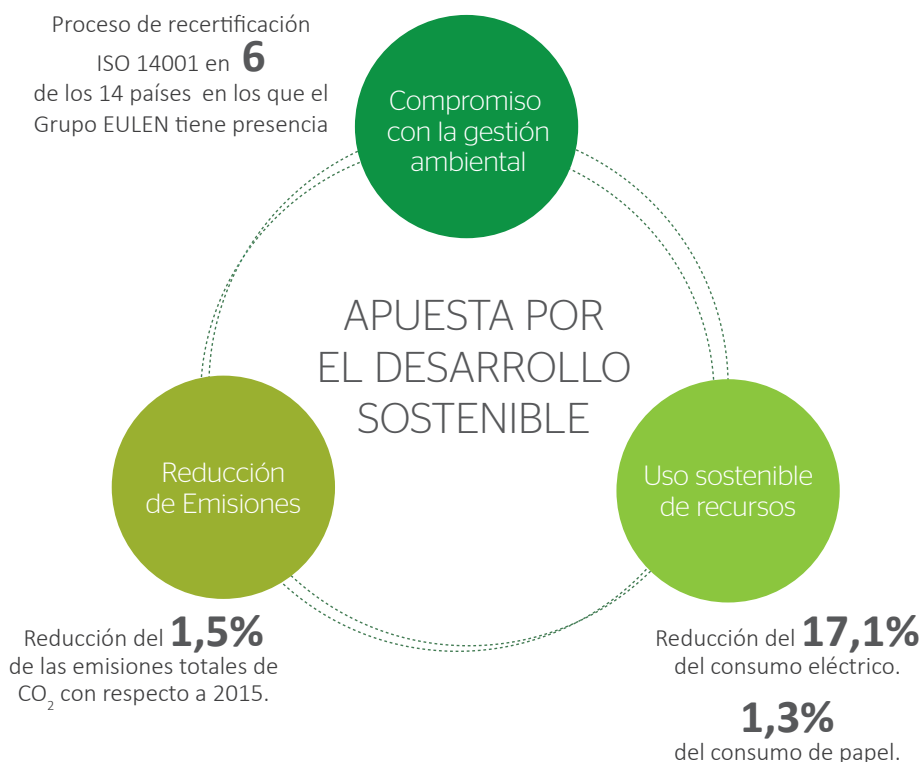 Proceso de recertificación
ISO 14001 en 6
de los 14 países en los que el
Grupo EULEN tiene presencia
Compromiso
con la gestión
ambiental
APUESTA POR
EL DESARROLLO
SOSTENIBLE
Reducción
de Emisiones
Uso sostenible
de recursos
Reducción del 1,5%
de las emisiones totales de
CO₂ con respecto a 2015.
Reducción del 17,1%
del consumo eléctrico.
1,3%
del consumo de papel.